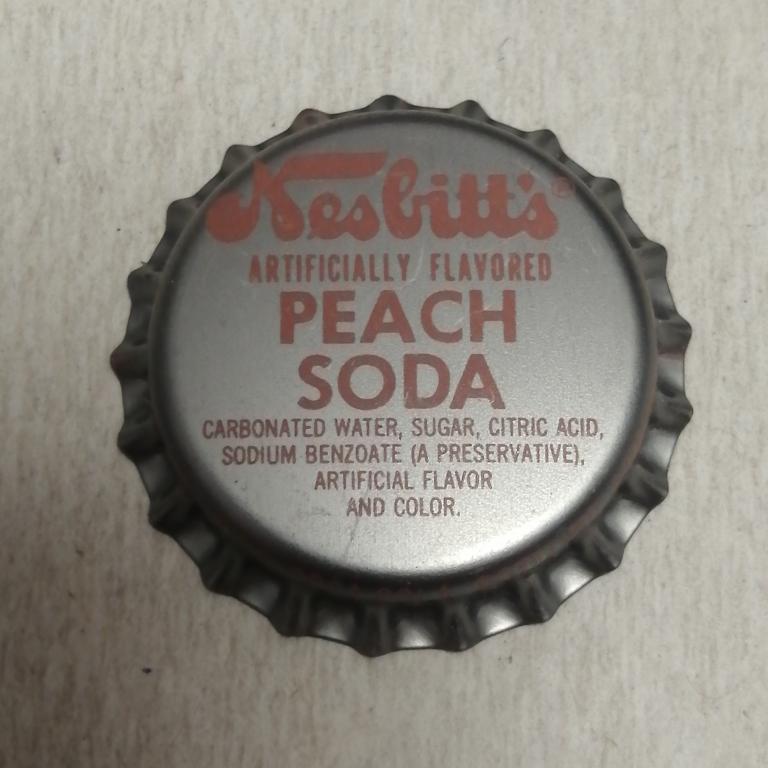 Nesbitt's®
ARTIFICIALLY FLAVORED
PEACH
SODA
CARBONATED WATER, SUGAR, CITRIC ACID,
SODIUM BENZOATE (A PRESERVATIVE),
ARTIFICIAL FLAVOR
AND COLOR.